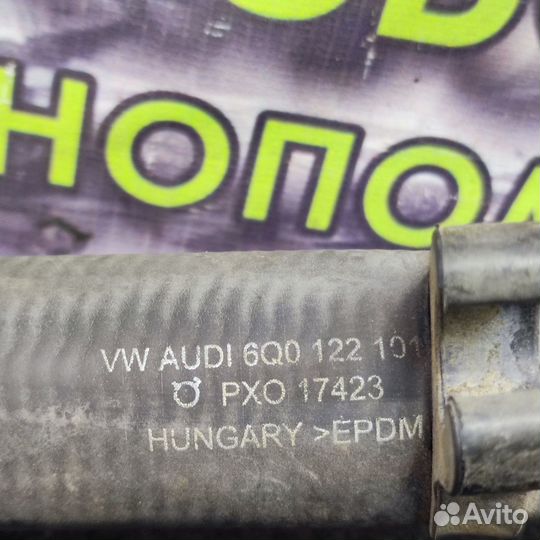 НОПОЛ
VW AUDI 6Q0 122 101
PXO 17423
HUNGARY >EPDM
Avito